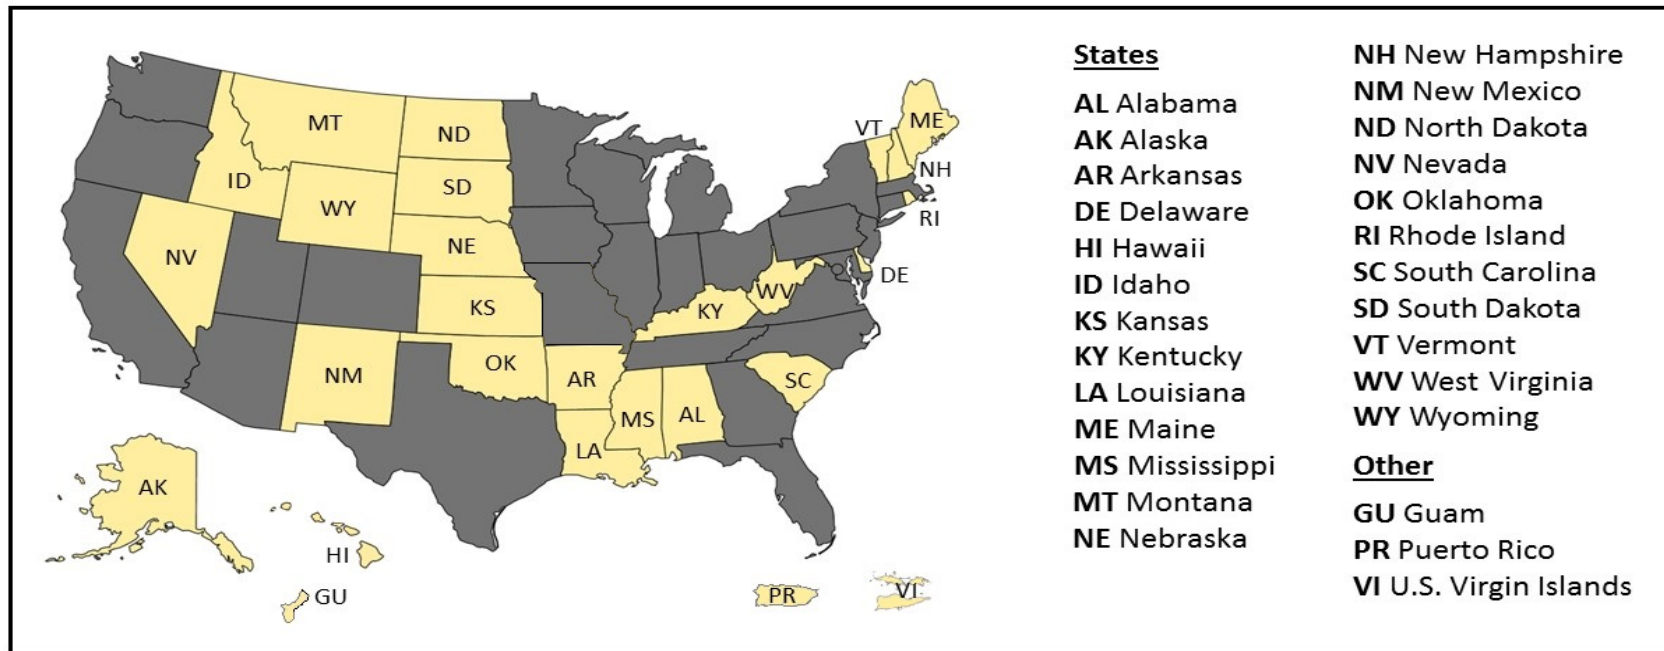 MT
ND
ID
WY
SD
NV
NE
KS
NM
OK
AR
LA
MS
AL
KY
WV
SC
VT
ME
NH
RI
DE
AK
HI
GU
PR
VI
States
AL Alabama
AK Alaska
AR Arkansas
DE Delaware
HI Hawaii
ID Idaho
KS Kansas
KY Kentucky
LA Louisiana
ME Maine
MS Mississippi
MT Montana
NE Nebraska
NH New Hampshire
NM New Mexico
ND North Dakota
NV Nevada
OK Oklahoma
RI Rhode Island
SC South Carolina
SD South Dakota
VT Vermont
WV West Virginia
WY Wyoming
Other
GU Guam
PR Puerto Rico
VI U.S. Virgin Islands